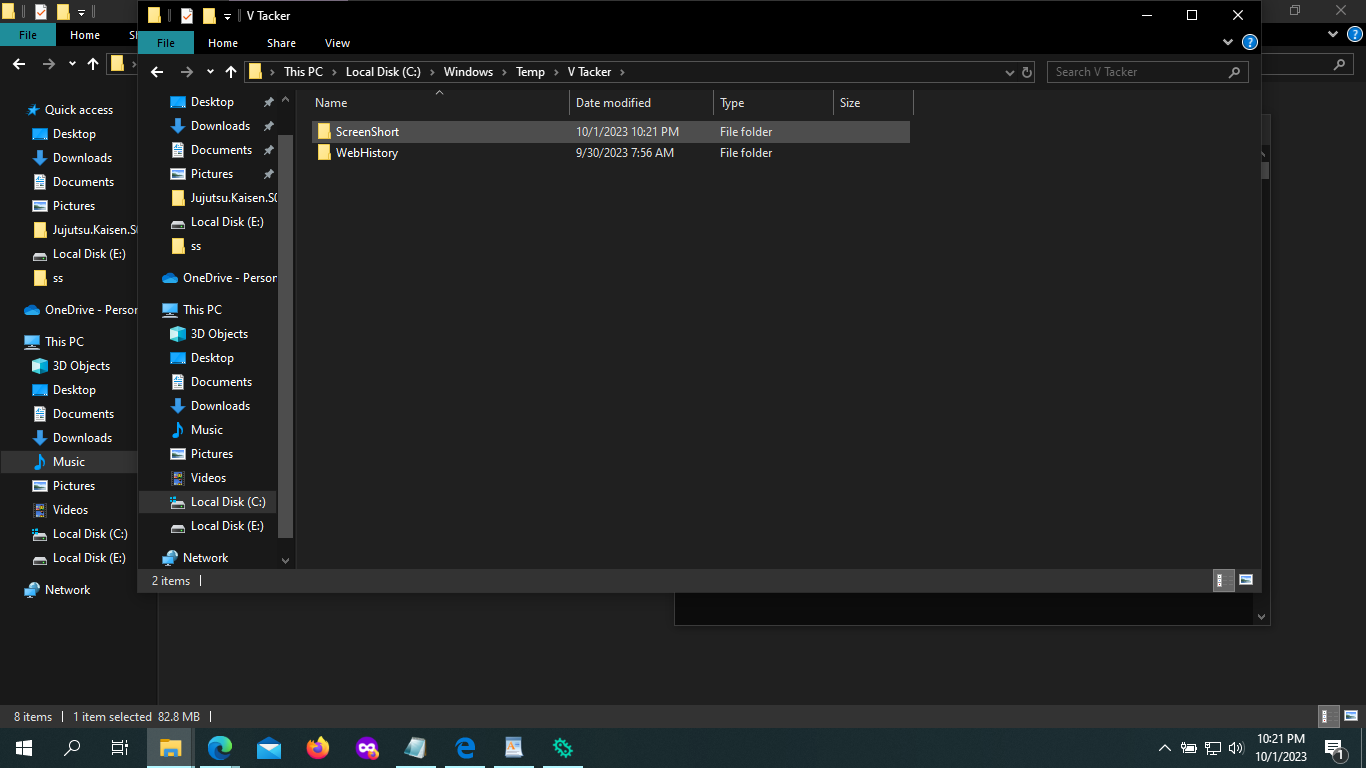 V Tacker
File Home Sh
File Home Share View
This PC Local Disk (C:) Windows Temp V Tacker
Search V Tacker
Quick access
Desktop
Downloads
Documents
Pictures
Jujutsu.Kaisen.S0
Local Disk (E:)
ss
OneDrive - Person
This PC
3D Objects
Desktop
Documents
Downloads
Music
Pictures
Videos
Local Disk (C:)
Local Disk (E:)
Network
Desktop
Downloads
Documents
Pictures
Jujutsu.Kaisen.S0
Local Disk (E:)
ss
OneDrive - Person
This PC
3D Objects
Desktop
Documents
Downloads
Music
Pictures
Videos
Local Disk (C:)
Local Disk (E:)
Network
Name Date modified Type Size
ScreenShort 10/1/2023 10:21 PM File folder
WebHistory 9/30/2023 7:56 AM File folder
2 items
8 items 1 item selected 82.8 MB
10:21 PM
10/1/2023
1